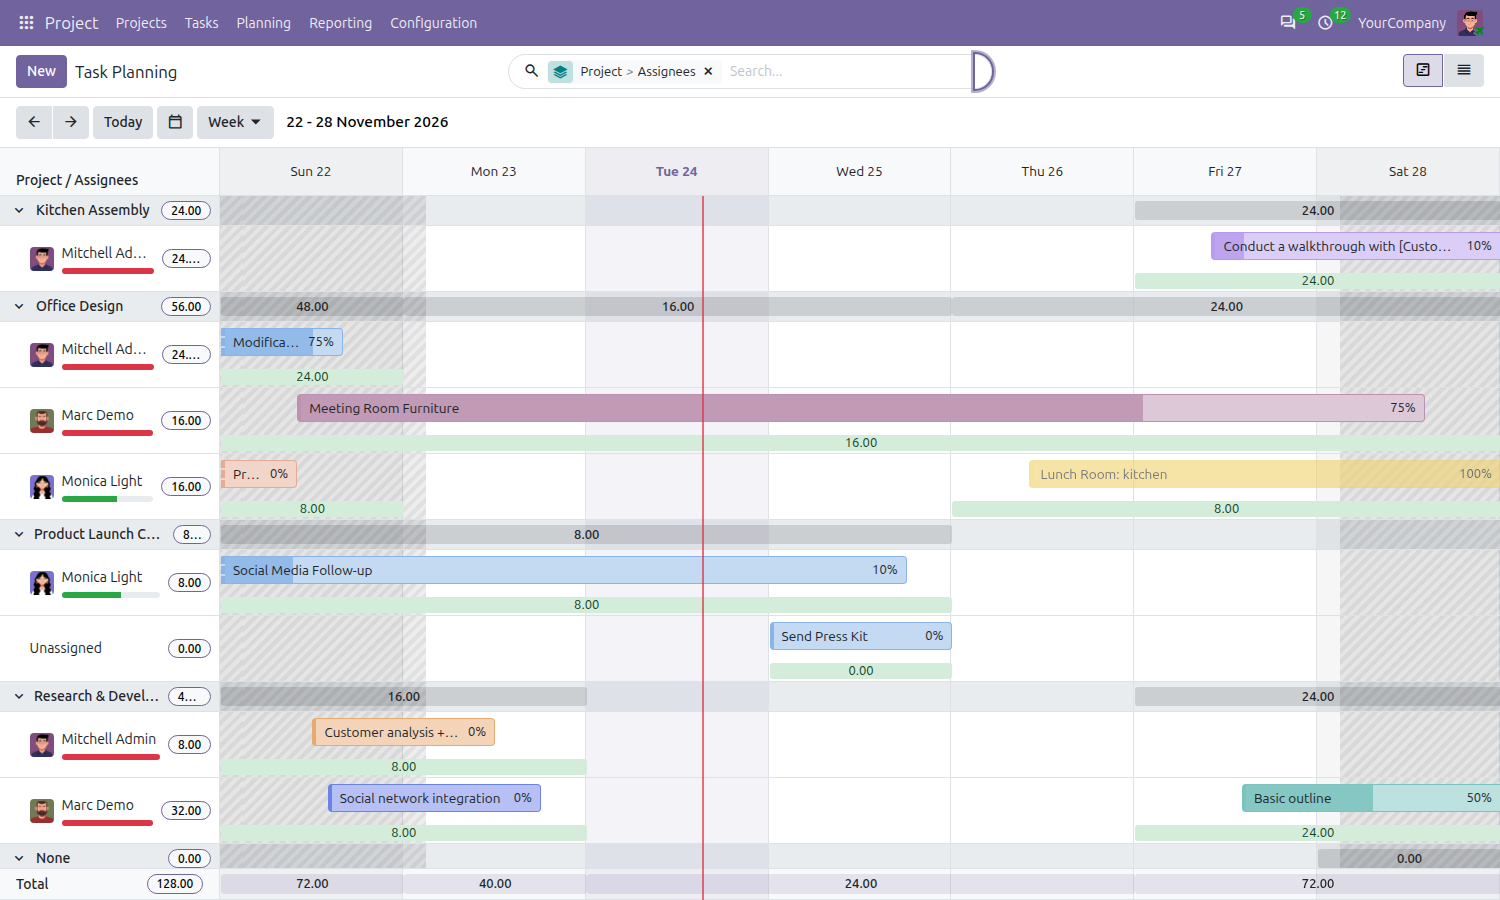 Project Projects Tasks Planning Reporting Configuration 5 12 YourCompany
New Task Planning Project > Assignees × Search...
Today Week 22 - 28 November 2026
Project / Assignees Sun 22 Mon 23 Tue 24 Wed 25 Thu 26 Fri 27 Sat 28
Kitchen Assembly 24.00 24.00
Mitchell Ad... 24.... Conduct a walkthrough with [Custo... 10%
24.00
Office Design 56.00 48.00 16.00 24.00
Mitchell Ad... 24.... Modifica... 75%
24.00
Marc Demo 16.00 Meeting Room Furniture 75%
16.00
Monica Light 16.00 Pr... 0% Lunch Room: kitchen 100%
8.00 8.00
Product Launch C... 8... 8.00
Monica Light 8.00 Social Media Follow-up 10%
8.00
Unassigned 0.00 Send Press Kit 0%
0.00
Research & Devel... 4... 16.00 24.00
Mitchell Admin 8.00 Customer analysis +... 0%
8.00
Marc Demo 32.00 Social network integration 0% Basic outline 50%
8.00 24.00
None 0.00 0.00
Total 128.00 72.00 40.00 24.00 72.00